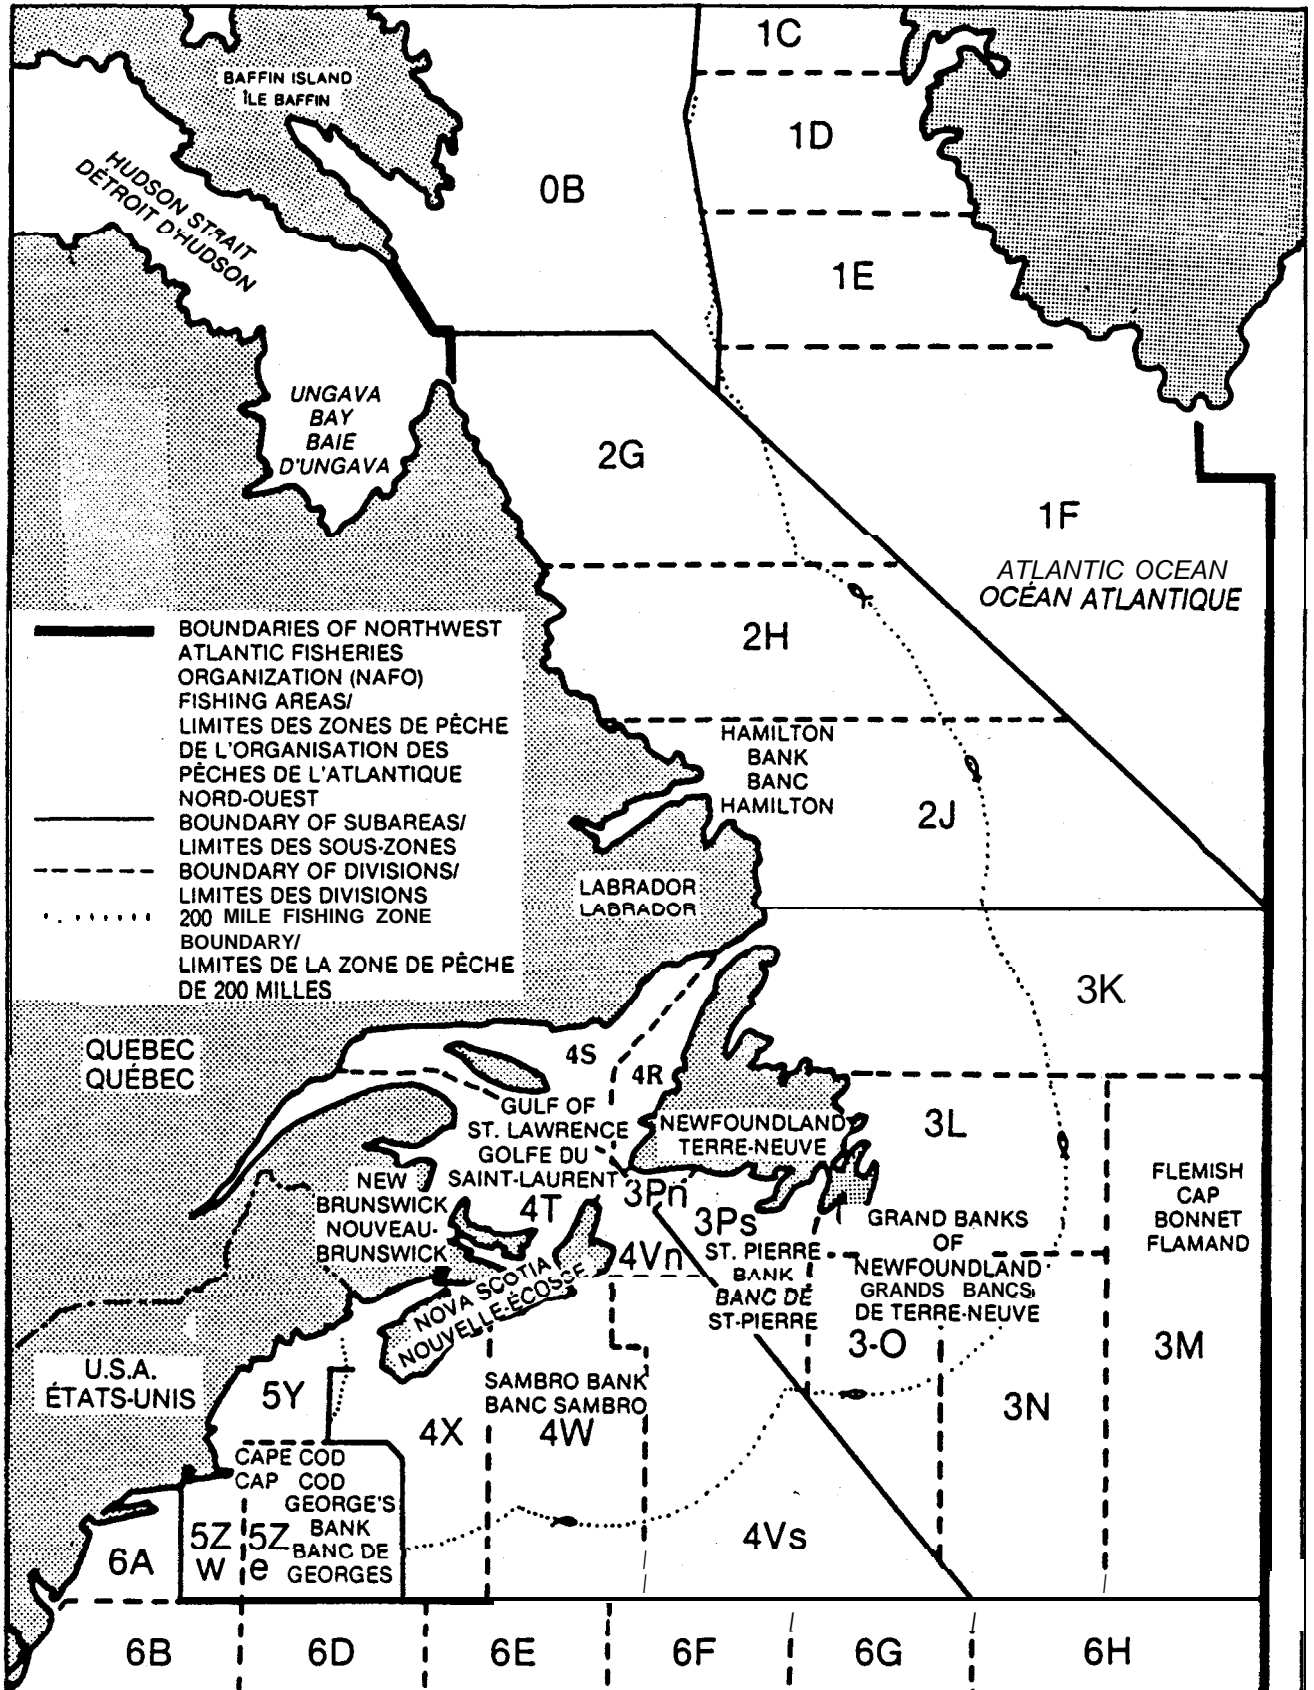 1C
BAFFIN ISLAND
ÎLE BAFFIN
1D
HUDSON STRAIT
DÉTROIT D'HUDSON
0B
1E
UNGAVA
BAY
BAIE
D'UNGAVA
2G
1F
ATLANTIC OCEAN
OCÉAN ATLANTIQUE
BOUNDARIES OF NORTHWEST
ATLANTIC FISHERIES
ORGANIZATION (NAFO)
FISHING AREAS/
LIMITES DES ZONES DE PÊCHE
DE L'ORGANISATION DES
PÊCHES DE L'ATLANTIQUE
NORD-OUEST
BOUNDARY OF SUBAREAS/
LIMITES DES SOUS-ZONES
BOUNDARY OF DIVISIONS/
LIMITES DES DIVISIONS
200 MILE FISHING ZONE
BOUNDARY/
LIMITES DE LA ZONE DE PÊCHE
DE 200 MILLES
2H
HAMILTON
BANK
BANC
HAMILTON
2J
LABRADOR
LABRADOR
3K
QUEBEC
QUÉBEC
4S
4R
GULF OF
ST. LAWRENCE
GOLFE DU
SAINT-LAURENT
NEWFOUNDLAND
TERRE-NEUVE
3L
FLEMISH
CAP
BONNET
FLAMAND
NEW
BRUNSWICK
NOUVEAU-
BRUNSWICK
4T
3Pn
3Ps
4Vn
ST. PIERRE
BANK
BANC DE
ST-PIERRE
GRAND BANKS
OF
NEWFOUNDLAND
GRANDS BANCS
DE TERRE-NEUVE
NOVA SCOTIA
NOUVELLE-ÉCOSSE
3-O
3M
U.S.A.
ÉTATS-UNIS
5Y
SAMBRO BANK
BANC SAMBRO
4X
4W
3N
CAPE COD
CAP COD
GEORGE'S
BANK
BANC DE
GEORGES
5Z
w
5Z
e
4Vs
6A
6B
6D
6E
6F
6G
6H